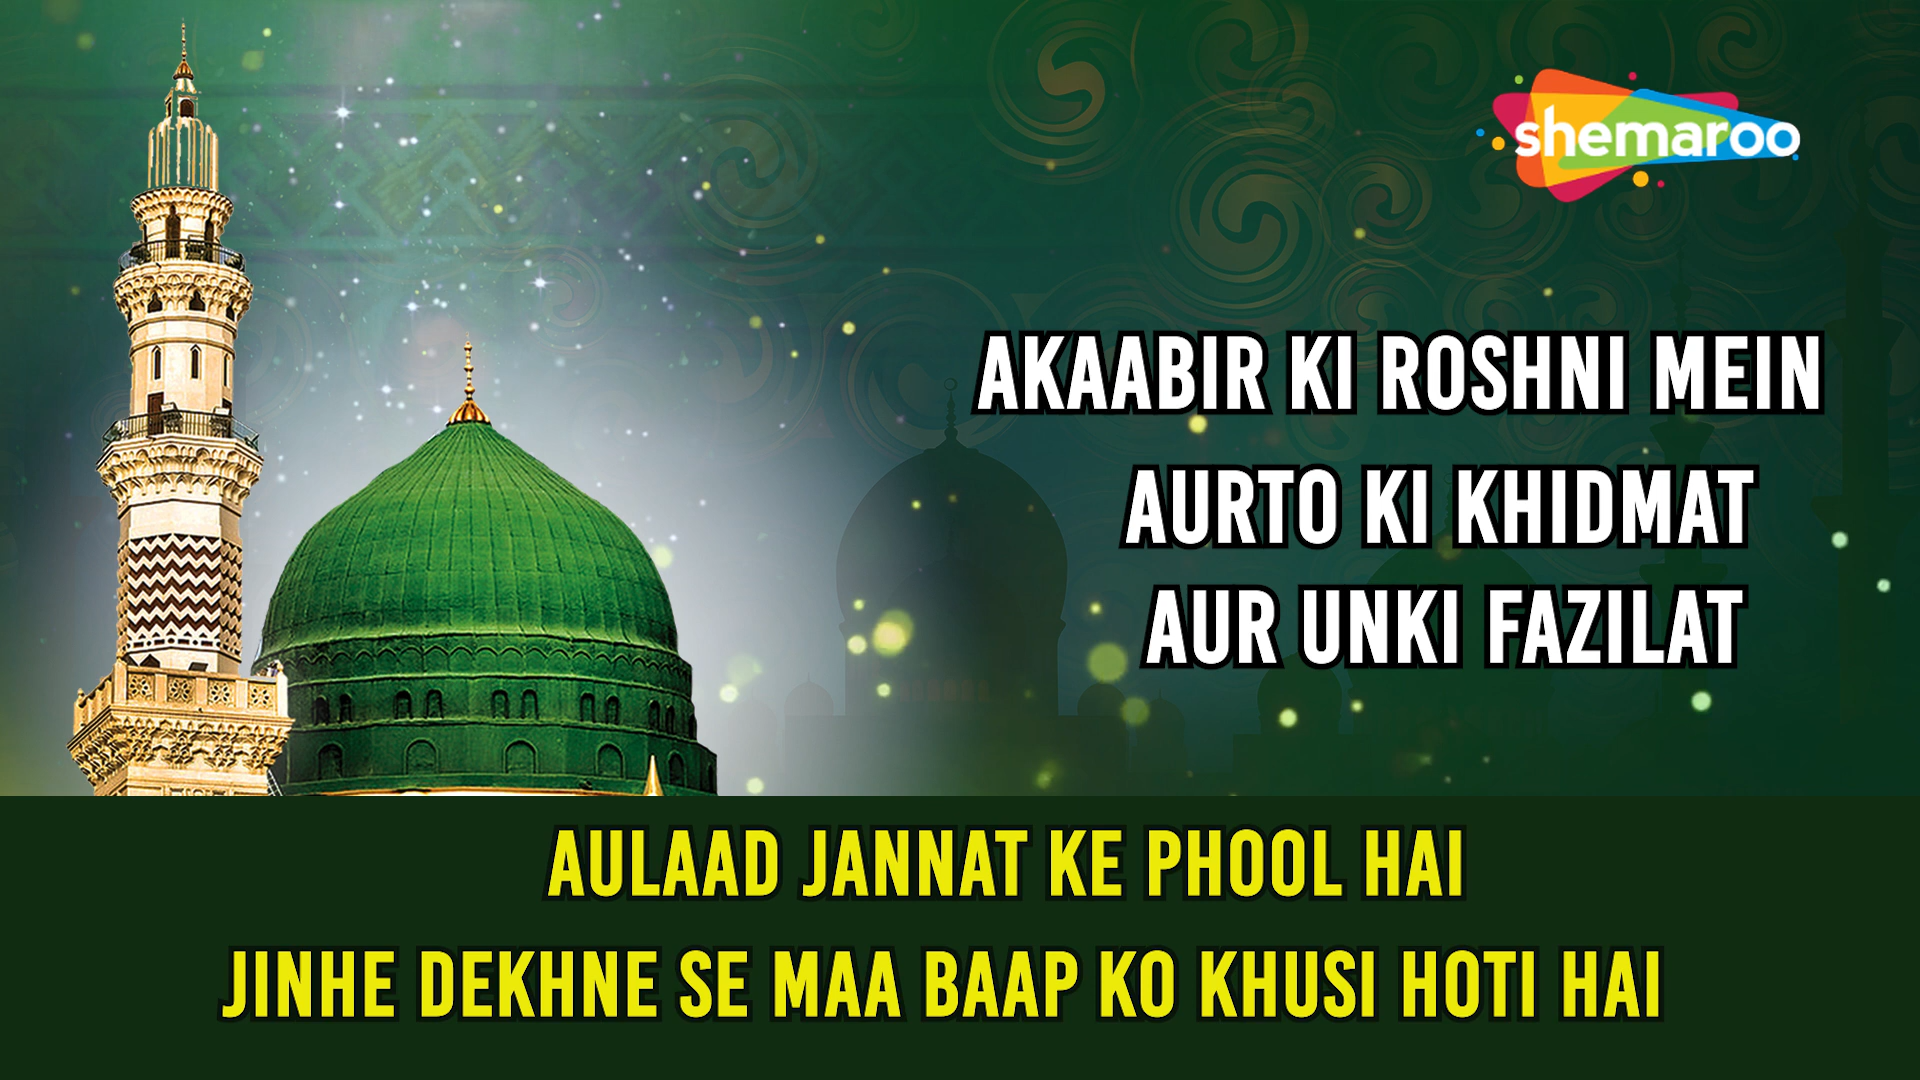 shemaroo
AKAABIR KI ROSHNI MEIN
AURTO KI KHIDMAT
AUR UNKI FAZILAT
AULAAD JANNAT KE PHOOL HAI
JINHE DEKHNE SE MAA BAAP KO KHUSI HOTI HAI